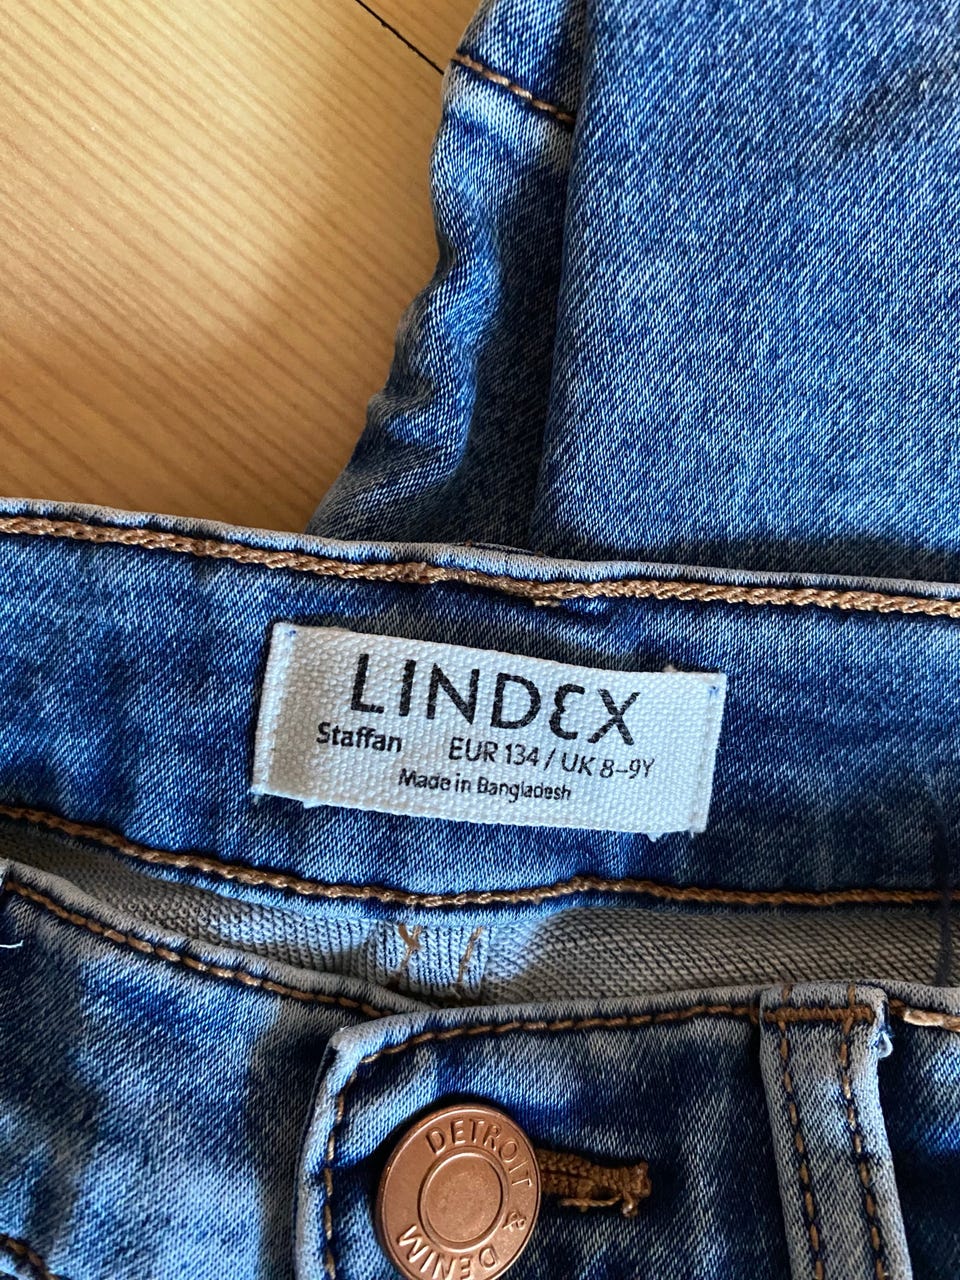 LINDEX
Staffan EUR 134 / UK 8–9Y
Made in Bangladesh
DETROIT & DENIM